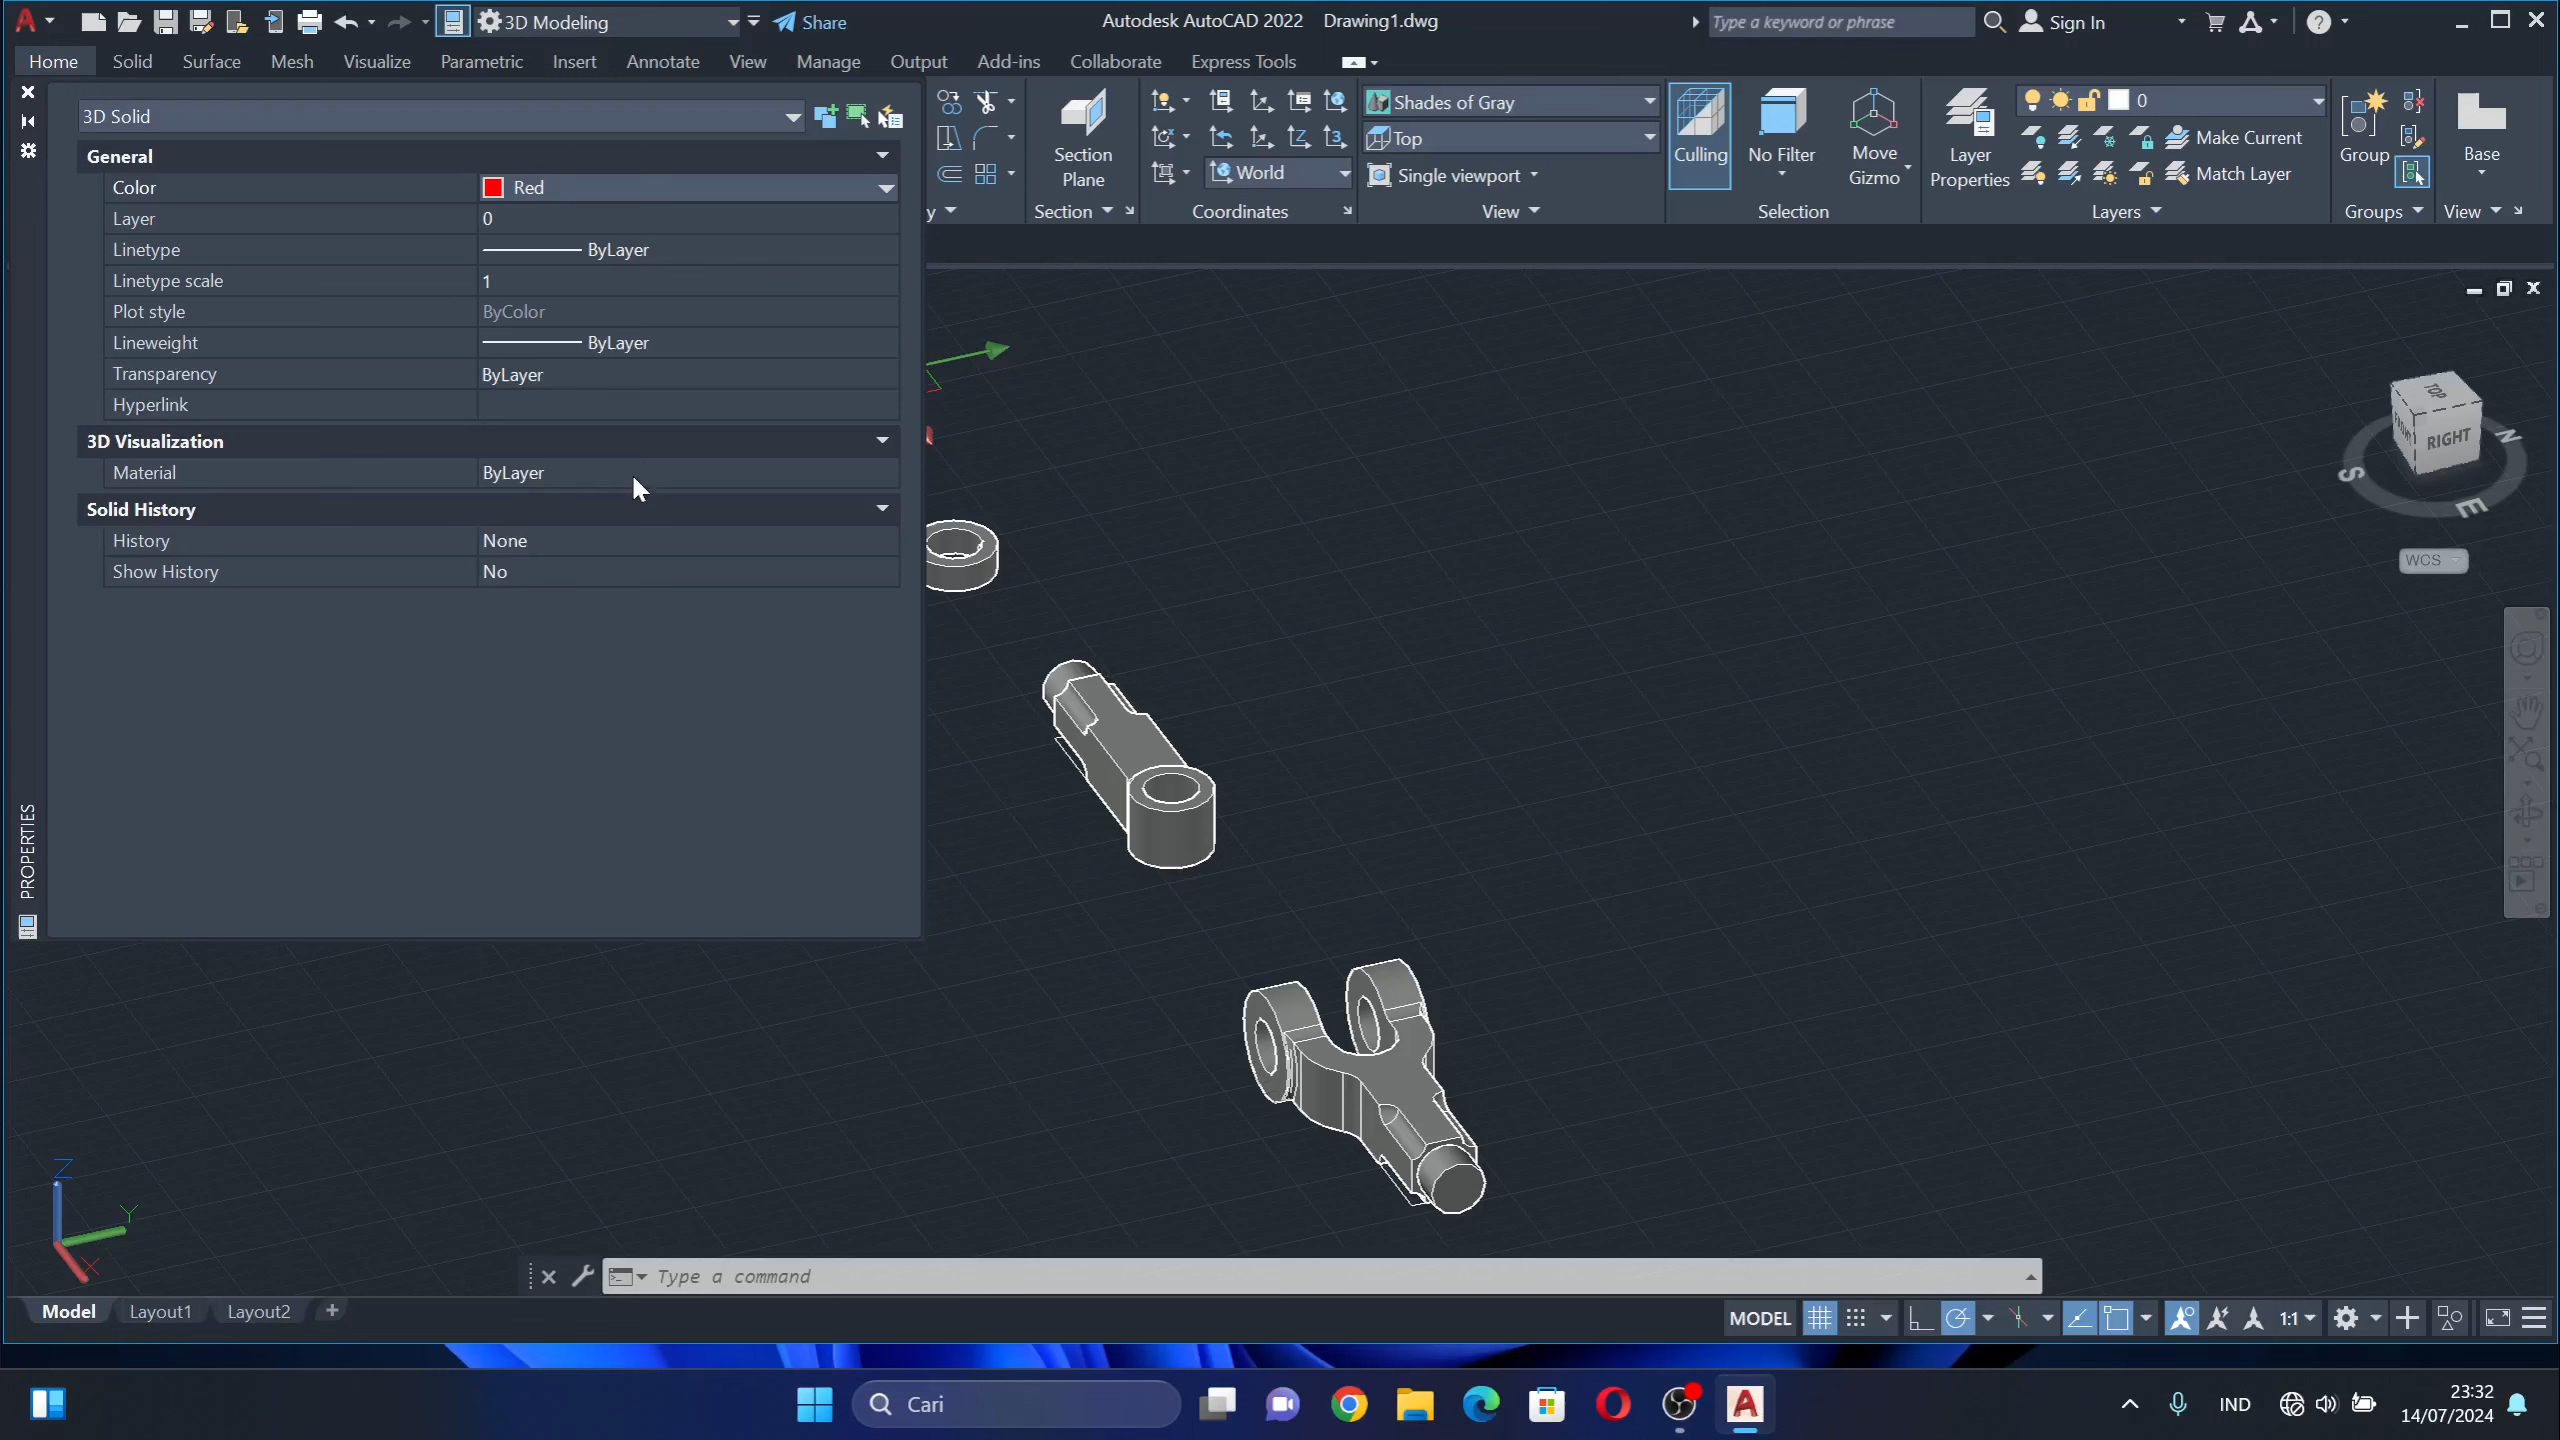 3D Modeling
Share
Autodesk AutoCAD 2022 Drawing1.dwg
Type a keyword or phrase
Sign In
Home Solid Surface Mesh Visualize Parametric Insert Annotate View Manage Output Add-ins Collaborate Express Tools
3D Solid
General
Color Red
Layer 0
Linetype ByLayer
Linetype scale 1
Plot style ByColor
Lineweight ByLayer
Transparency ByLayer
Hyperlink
3D Visualization
Material ByLayer
Solid History
History None
Show History No
PROPERTIES
y
Section
Plane
Section
World
Coordinates
Shades of Gray
Top
Single viewport
View
Culling
No Filter
Move
Gizmo
Selection
Layer
Properties
0
Make Current
Match Layer
Layers
Group
Groups
Base
View
TOP
RIGHT
N
S
E
WCS
Z
Y
X
Type a command
Model Layout1 Layout2
MODEL
1:1
Cari
IND
23:32
14/07/2024